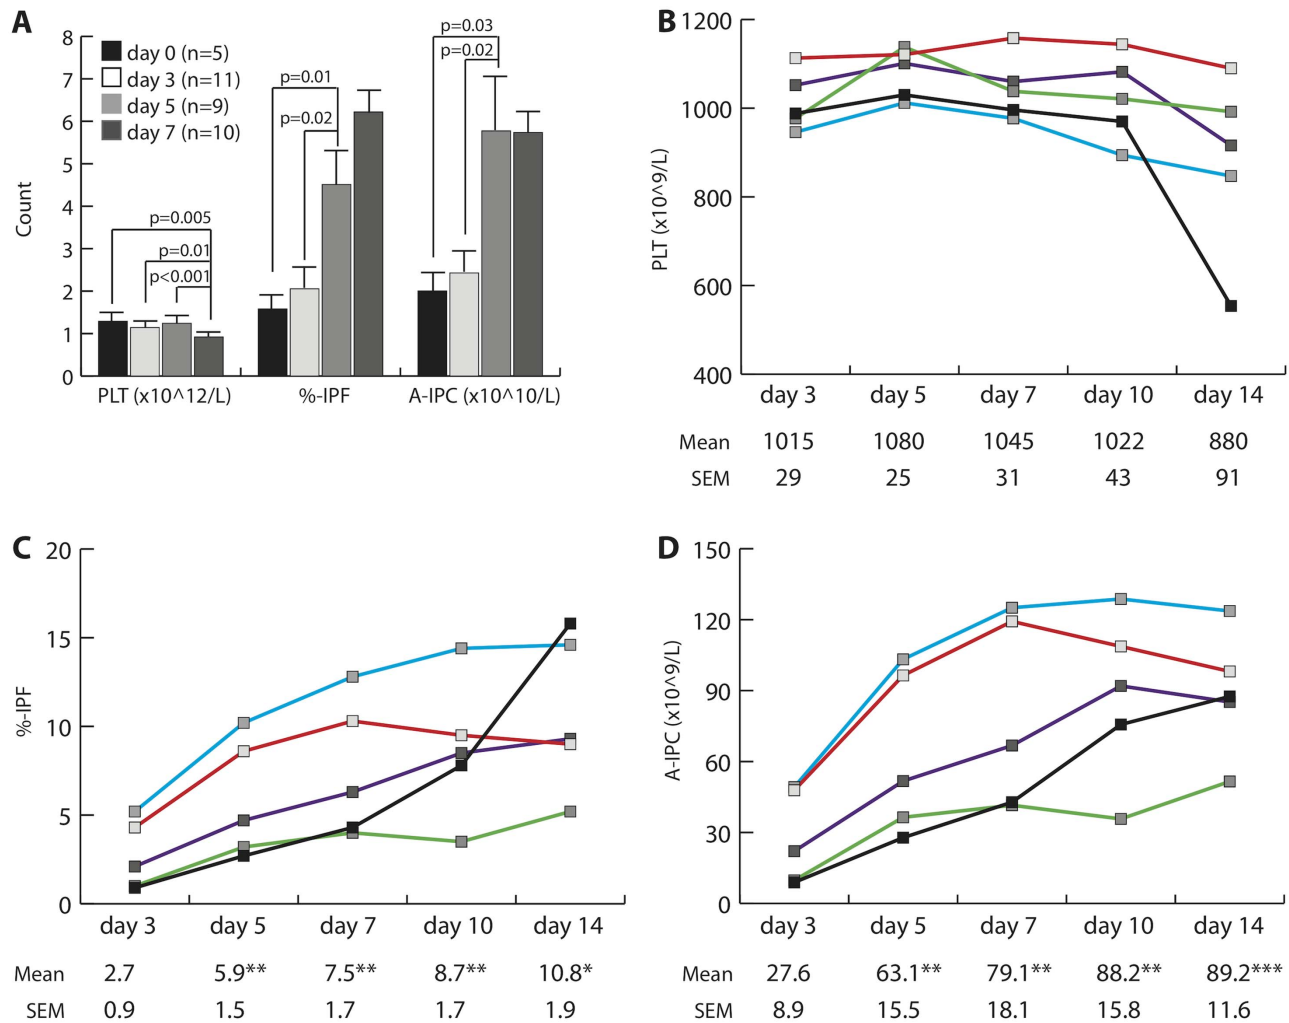 A
8
7
6
5
4
3
2
1
0
Count
day 0 (n=5)
day 3 (n=11)
day 5 (n=9)
day 7 (n=10)
p=0.005
p=0.01
p<0.001
p=0.01
p=0.02
p=0.03
p=0.02
PLT (x10^12/L)
%-IPF
A-IPC (x10^10/L)
B
1200
1000
800
600
400
PLT (x10^9/L)
day 3 day 5 day 7 day 10 day 14
Mean 1015 1080 1045 1022 880
SEM 29 25 31 43 91
C
20
15
10
5
0
%-IPF
day 3 day 5 day 7 day 10 day 14
Mean 2.7 5.9** 7.5** 8.7** 10.8*
SEM 0.9 1.5 1.7 1.7 1.9
D
150
120
90
60
30
0
A-IPC (x10^9/L)
day 3 day 5 day 7 day 10 day 14
Mean 27.6 63.1** 79.1** 88.2** 89.2***
SEM 8.9 15.5 18.1 15.8 11.6